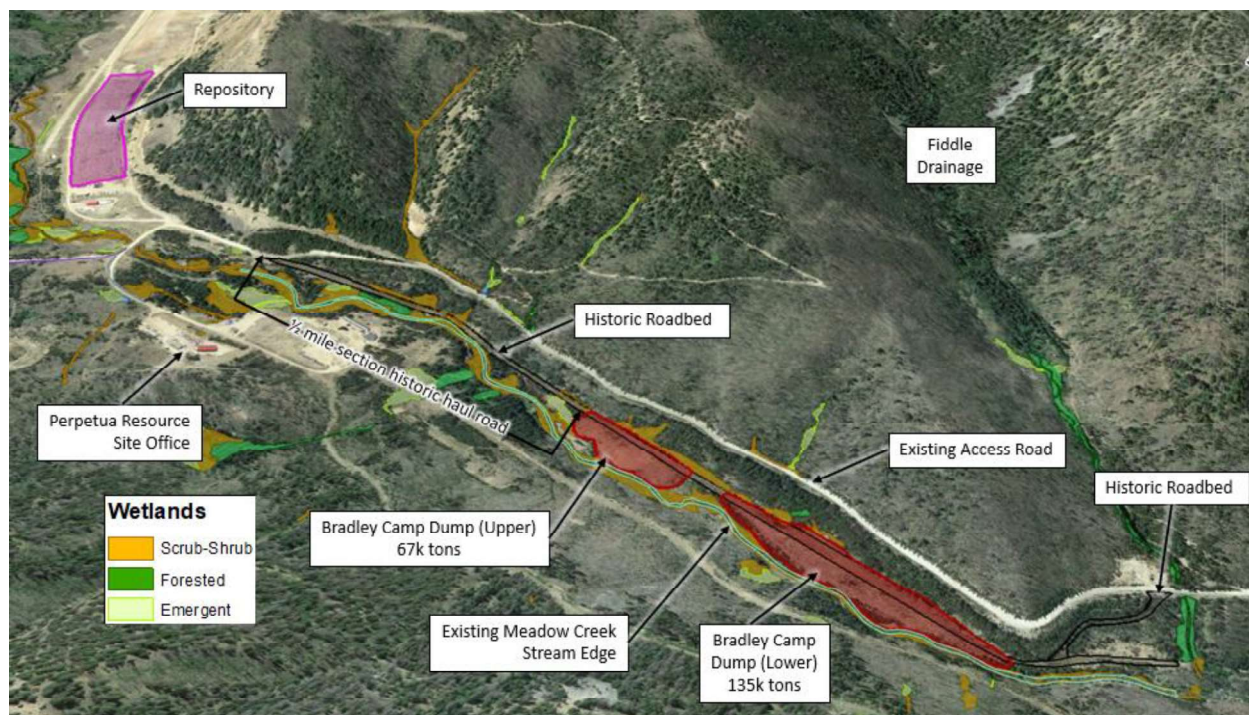 Repository
Fiddle
Drainage
Historic Roadbed
½-mile section historic haul road
Perpetua Resource
Site Office
Existing Access Road
Historic Roadbed
Wetlands
Scrub-Shrub
Forested
Emergent
Bradley Camp Dump (Upper)
67k tons
Existing Meadow Creek
Stream Edge
Bradley Camp
Dump (Lower)
135k tons